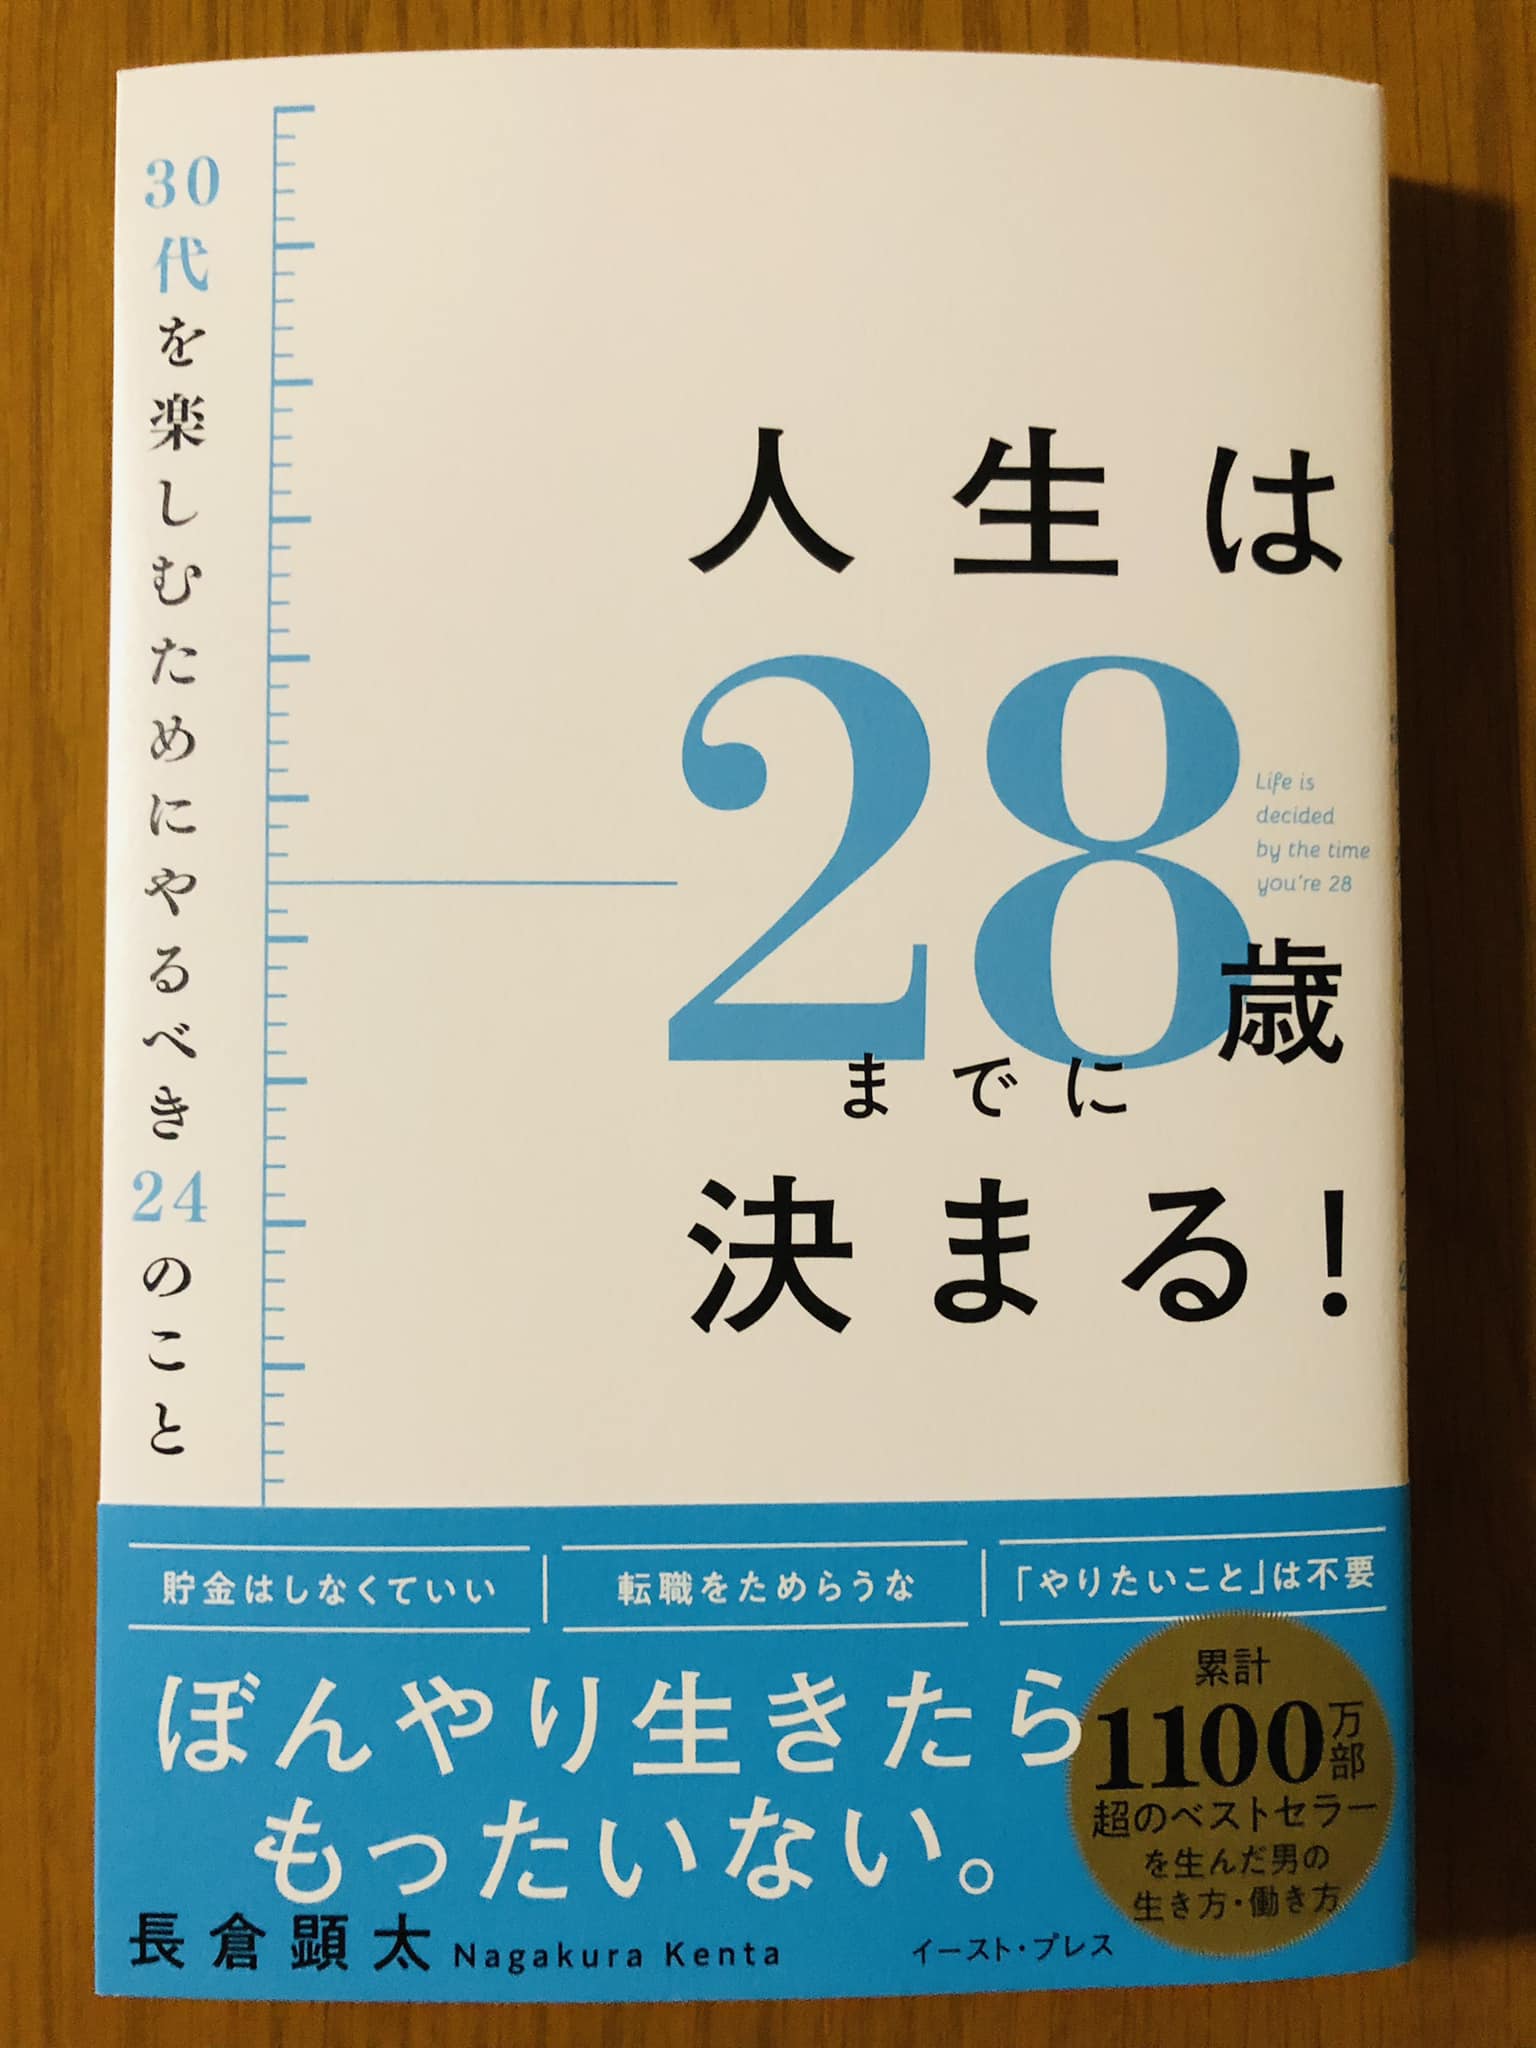 30代を楽しむためにやるべき24のこと
人生は
28
歳
までに
決まる!
Life is
decided
by the time
you're 28
貯金はしなくていい
転職をためらうな
「やりたいこと」は不要
ぼんやり生きたら
もったいない。
累計
1100万部
超のベストセラー
を生んだ男の
生き方・働き方
長倉顕太 Nagakura Kenta
イースト・プレス